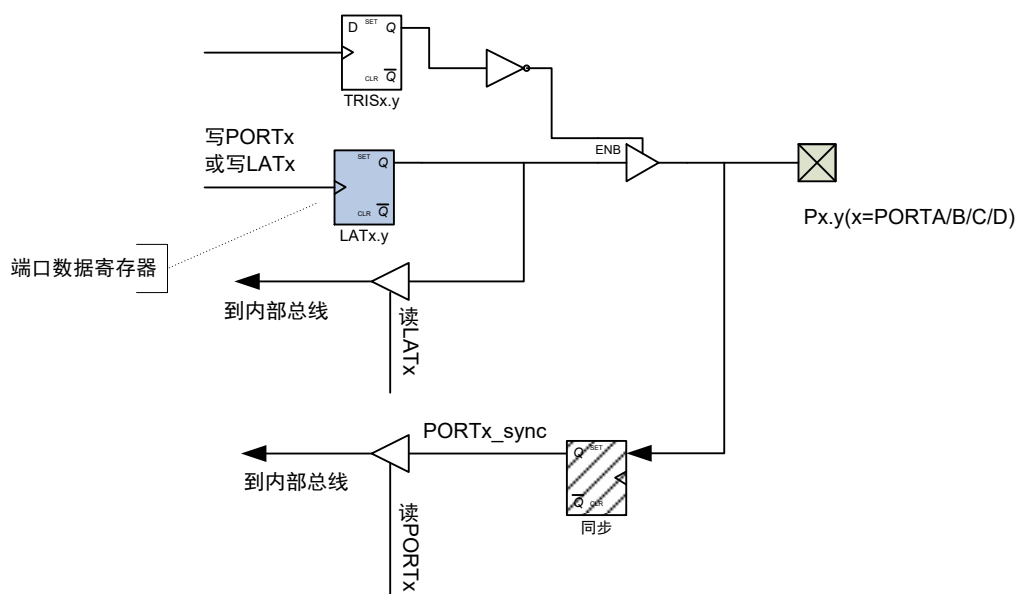 D
SET
Q
CLR
Q
TRISx.y
写PORTx
或写LATx
SET
Q
CLR
Q
LATx.y
ENB
Px.y(x=PORTA/B/C/D)
端口数据寄存器
到内部总线
读LATx
PORTx_sync
Q
SET
Q
CLR
同步
到内部总线
读PORTx